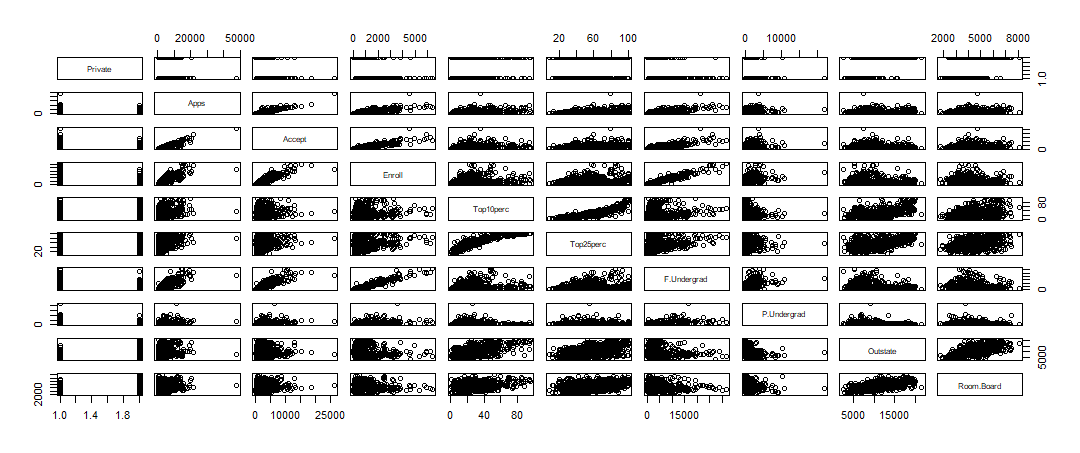 0 20000 50000 0 2000 5000 20 60 100 0 10000 2000 5000 8000
Private 1.0
0 Apps
Accept 0
0 Enroll
Top10perc 0 80
20 Top25perc
F.Undergrad 0
0 P.Undergrad
Outstate 5000
2000 Room.Board
1.0 1.4 1.8 0 10000 25000 0 40 80 0 15000 5000 15000